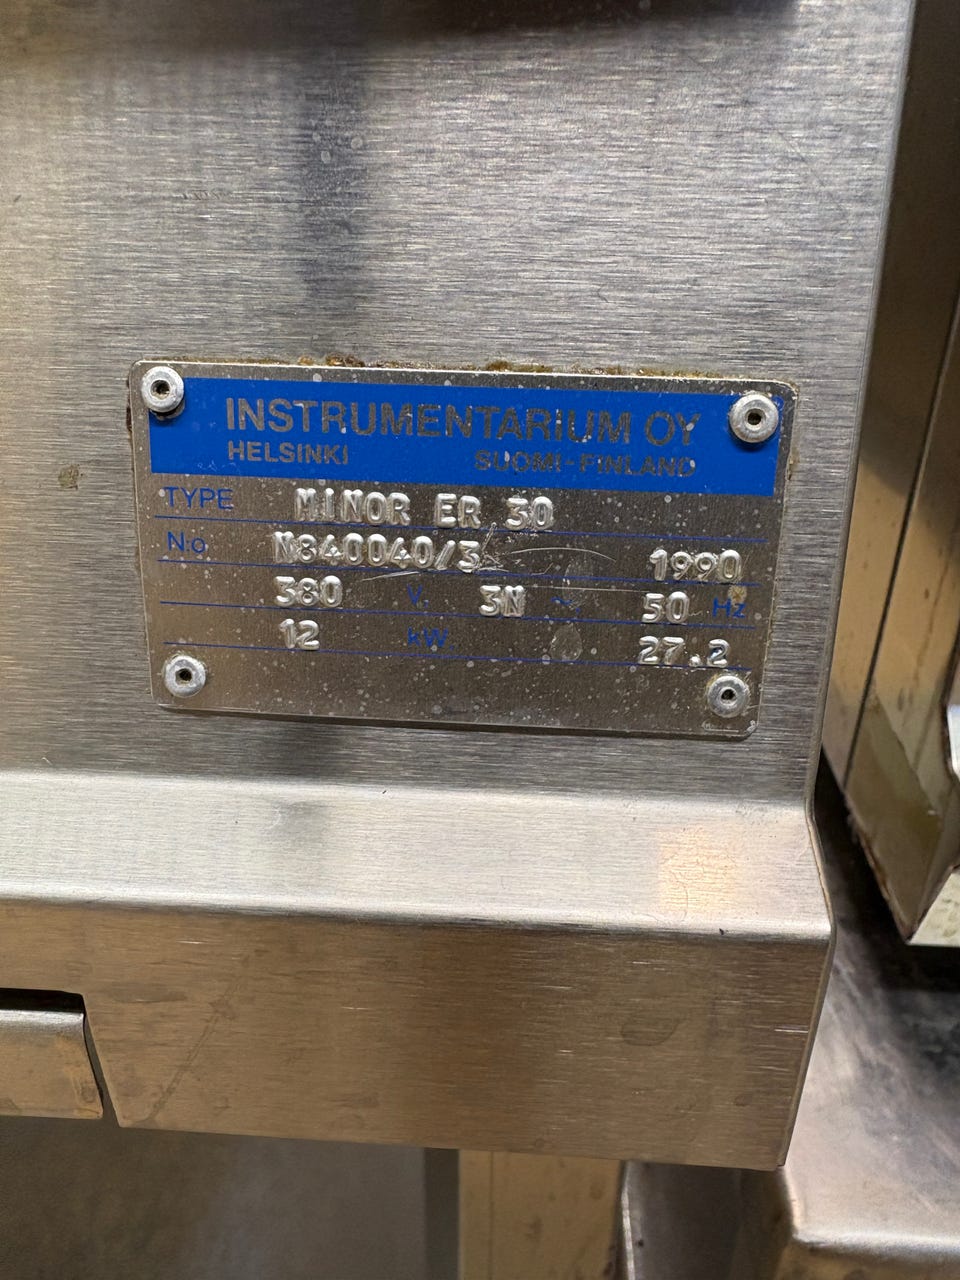 INSTRUMENTARIUM OY
HELSINKI SUOMI-FINLAND
TYPE MINOR ER 30
N:o N840040/3 1990
380 V. 3N ~. 50 Hz
12 kW. 27.2